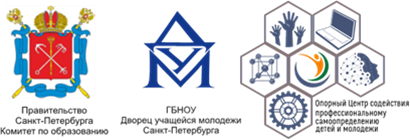 Правительство
Санкт-Петербурга
Комитет по образованию
ГБНОУ
Дворец учащейся молодежи
Санкт-Петербурга
Опорный Центр содействия
профессиональному
самоопределению
детей и молодежи